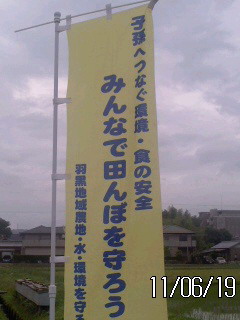 子孫へつなぐ環境・食の安全
みんなで田んぼを守ろう
羽黒地域農地・水・環境を守る
11/06/19